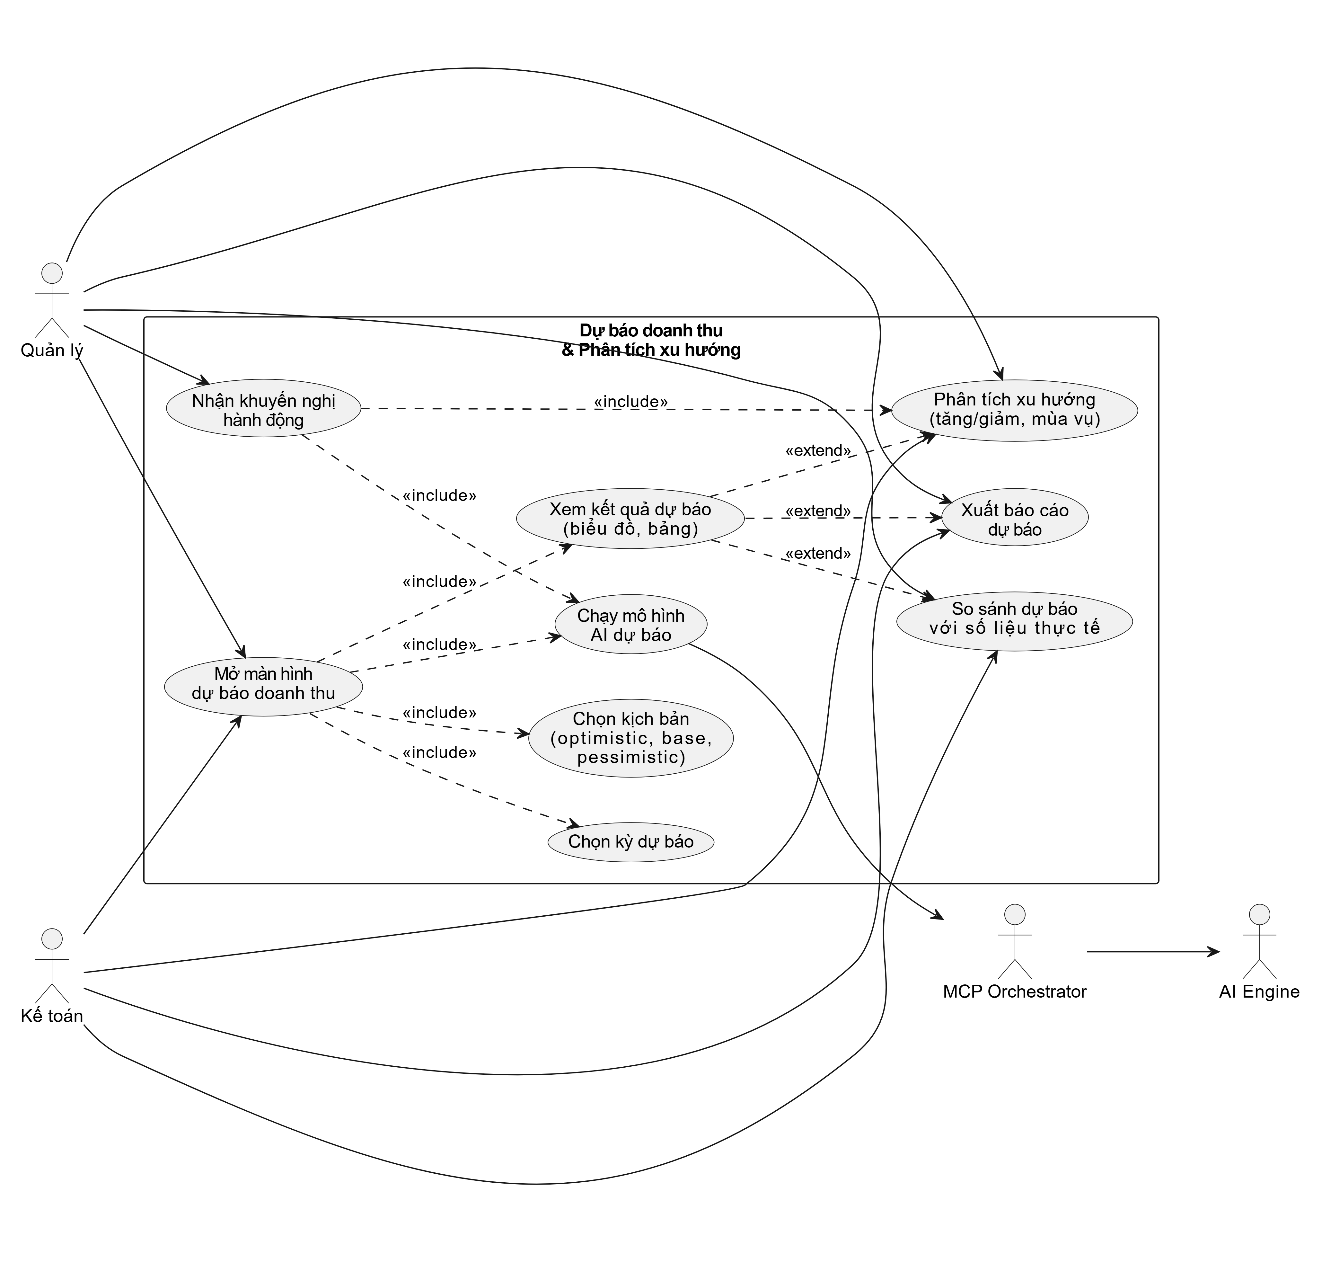 Quản lý
Dự báo doanh thu
& Phân tích xu hướng
Nhận khuyến nghị
hành động
«include»
Phân tích xu hướng
(tăng/giảm, mùa vụ)
«extend»
«include»
Xem kết quả dự báo
(biểu đồ, bảng)
«extend»
Xuất báo cáo
dự báo
«extend»
«include»
Chạy mô hình
AI dự báo
So sánh dự báo
với số liệu thực tế
«include»
Mở màn hình
dự báo doanh thu
«include»
Chọn kịch bản
(optimistic, base,
pessimistic)
«include»
Chọn kỳ dự báo
Kế toán
MCP Orchestrator
AI Engine